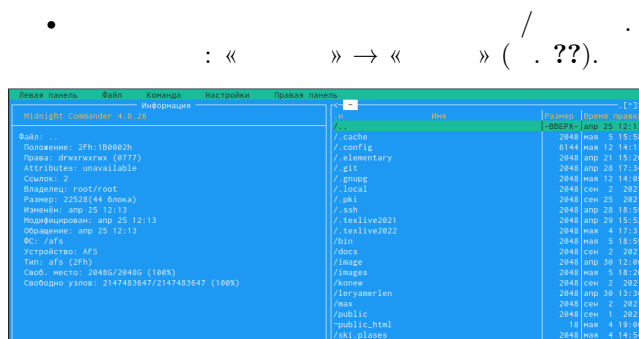 • / .
: « » → « » ( . ??).
Левая панель Файл Команда Настройки Правая панель
Информация
Midnight Commander 4.8.26
Файл: ..
Положение: 2Fh:1B0002h
Права: drwxrwxrwx (0777)
Attributes: unavailable
Ссылок: 2
Владелец: root/root
Размер: 22528(44 блока)
Изменён: апр 25 12:13
Модифицирован: апр 25 12:13
Обращение: апр 25 12:13
ФС: /afs
Устройство: AFS
Тип: afs (2Fh)
Своб. место: 2048G/2048G (100%)
Свободно узлов: 2147483647/2147483647 (100%)
<- ~ .[^]
.и Имя Размер Время правки
/.. -ВВЕРХ- апр 25 12:1
/.cache 2048 мая 5 15:5
/.config 6144 мая 12 14:1
/.elementary 2048 апр 21 15:2
/.git 2048 апр 28 17:3
/.gnupg 2048 мая 12 14:0
/.local 2048 сен 2 202
/.pki 2048 сен 25 202
/.ssh 2048 апр 28 18:5
/.texlive2021 2048 апр 29 15:5
/.texlive2022 2048 мая 4 17:3
/bin 2048 мая 5 18:5
/docs 2048 сен 2 202
/image 2048 апр 30 12:0
/images 2048 мая 5 18:2
/konew 2048 сен 2 202
/leryamerlen 2048 апр 30 13:3
/max 2048 сен 2 202
/public 2048 сен 1 202
~public_html 18 мая 4 19:0
/ski.plases 2048 мая 4 14:5